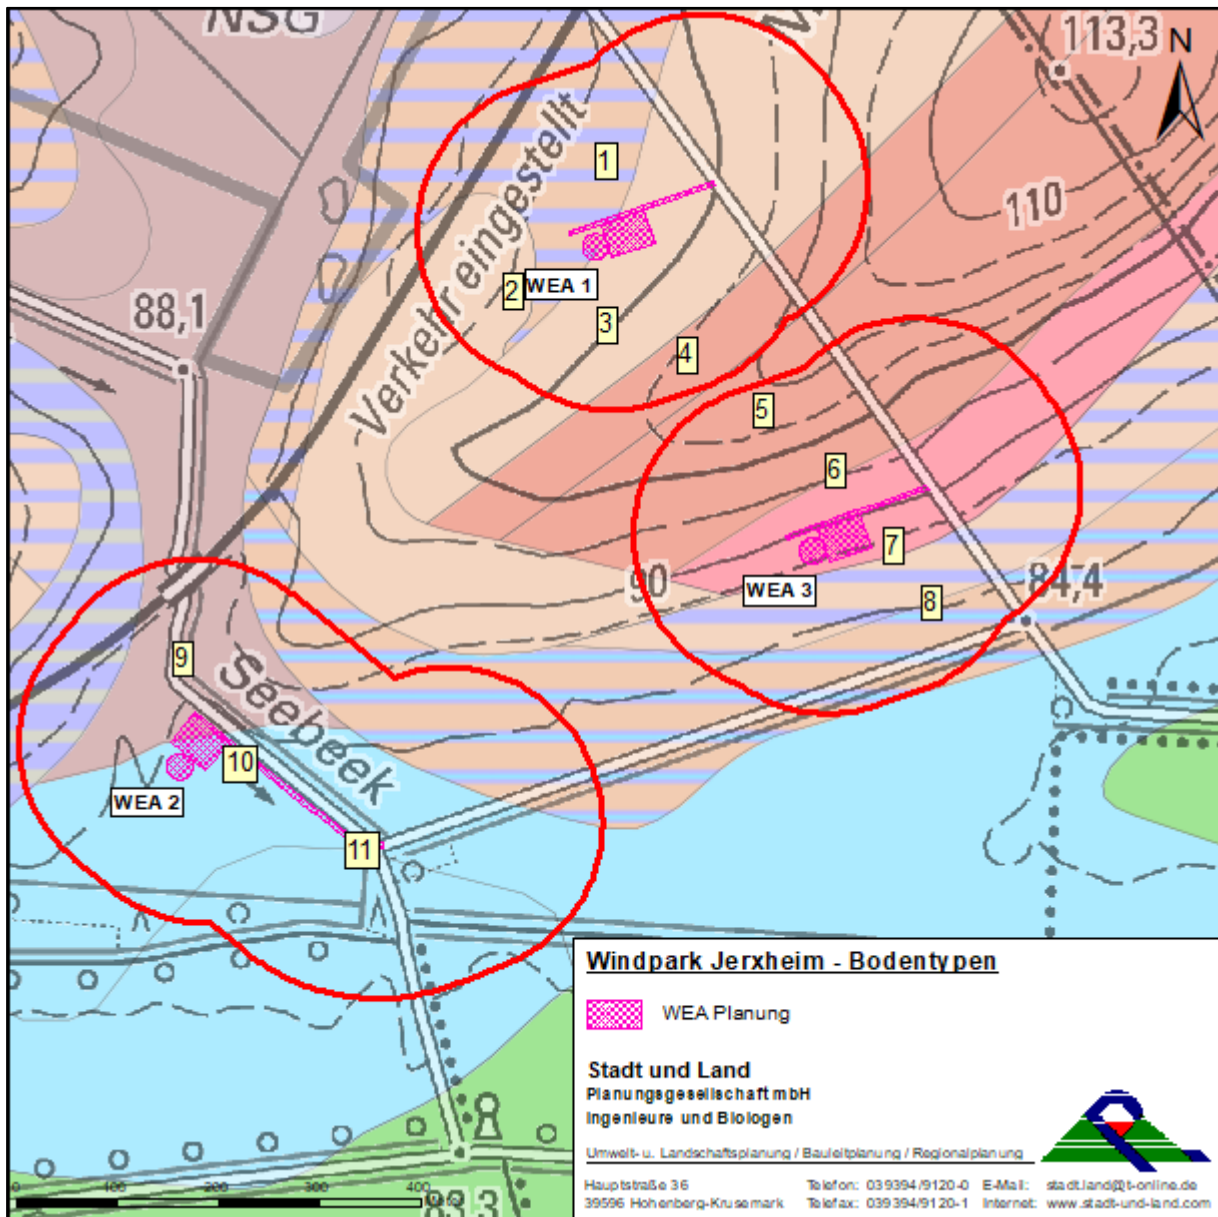 NSG
113,3
N
Verkehr eingestellt
1
110
88,1
2
WEA 1
3
4
5
6
7
WEA 3
90
84,4
8
9
Seebeek
10
WEA 2
11
Windpark Jerxheim - Bodentypen
WEA Planung
Stadt und Land
Planungsgesellschaft mbH
Ingenieure und Biologen
Umwelt- u. Landschaftsplanung / Bauleitplanung / Regionalplanung
Hauptstraße 36 Telefon: 039394/9120-0 E-Mail: stadt.land@t-online.de
39596 Hohenberg-Krusemark Telefax: 039394/9120-1 Internet: www.stadt-und-land.com
0 100 200 400
83,3